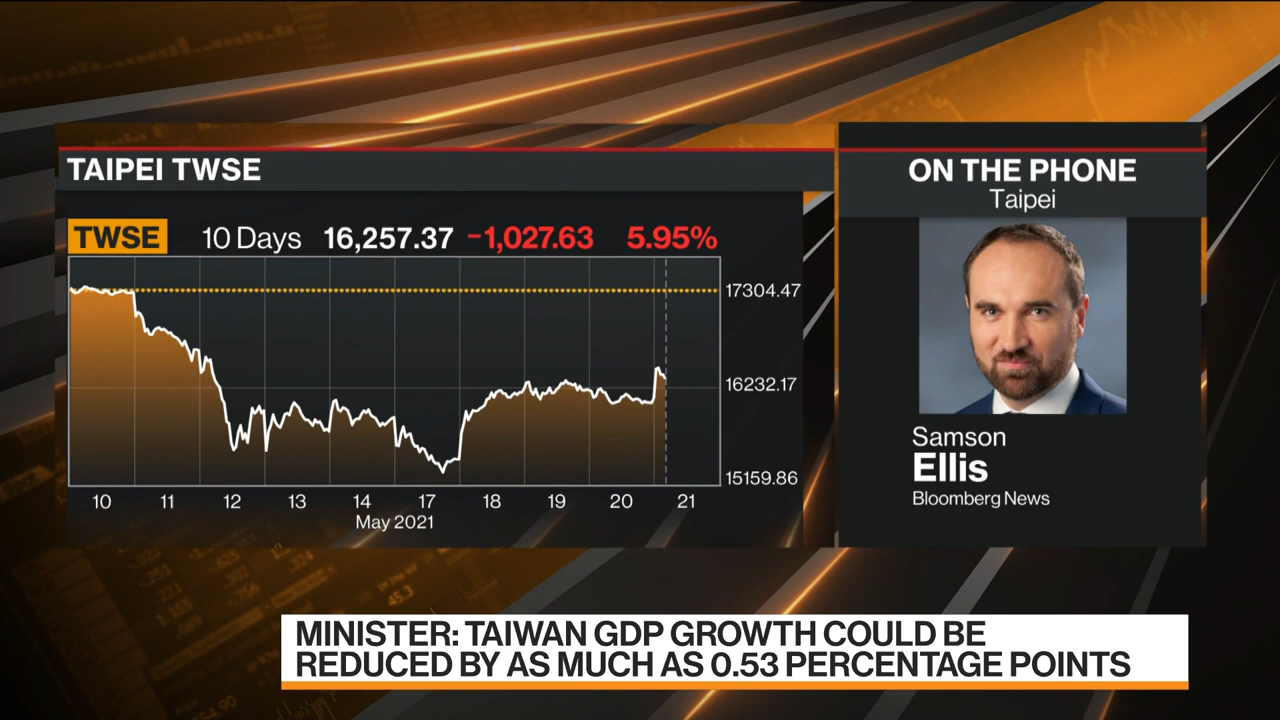 TAIPEI TWSE
TWSE 10 Days 16,257.37 -1,027.63 5.95%
17304.47
16232.17
15159.86
10 11 12 13 14 17 18 19 20 21
May 2021
ON THE PHONE
Taipei
Samson
Ellis
Bloomberg News
MINISTER: TAIWAN GDP GROWTH COULD BE
REDUCED BY AS MUCH AS 0.53 PERCENTAGE POINTS